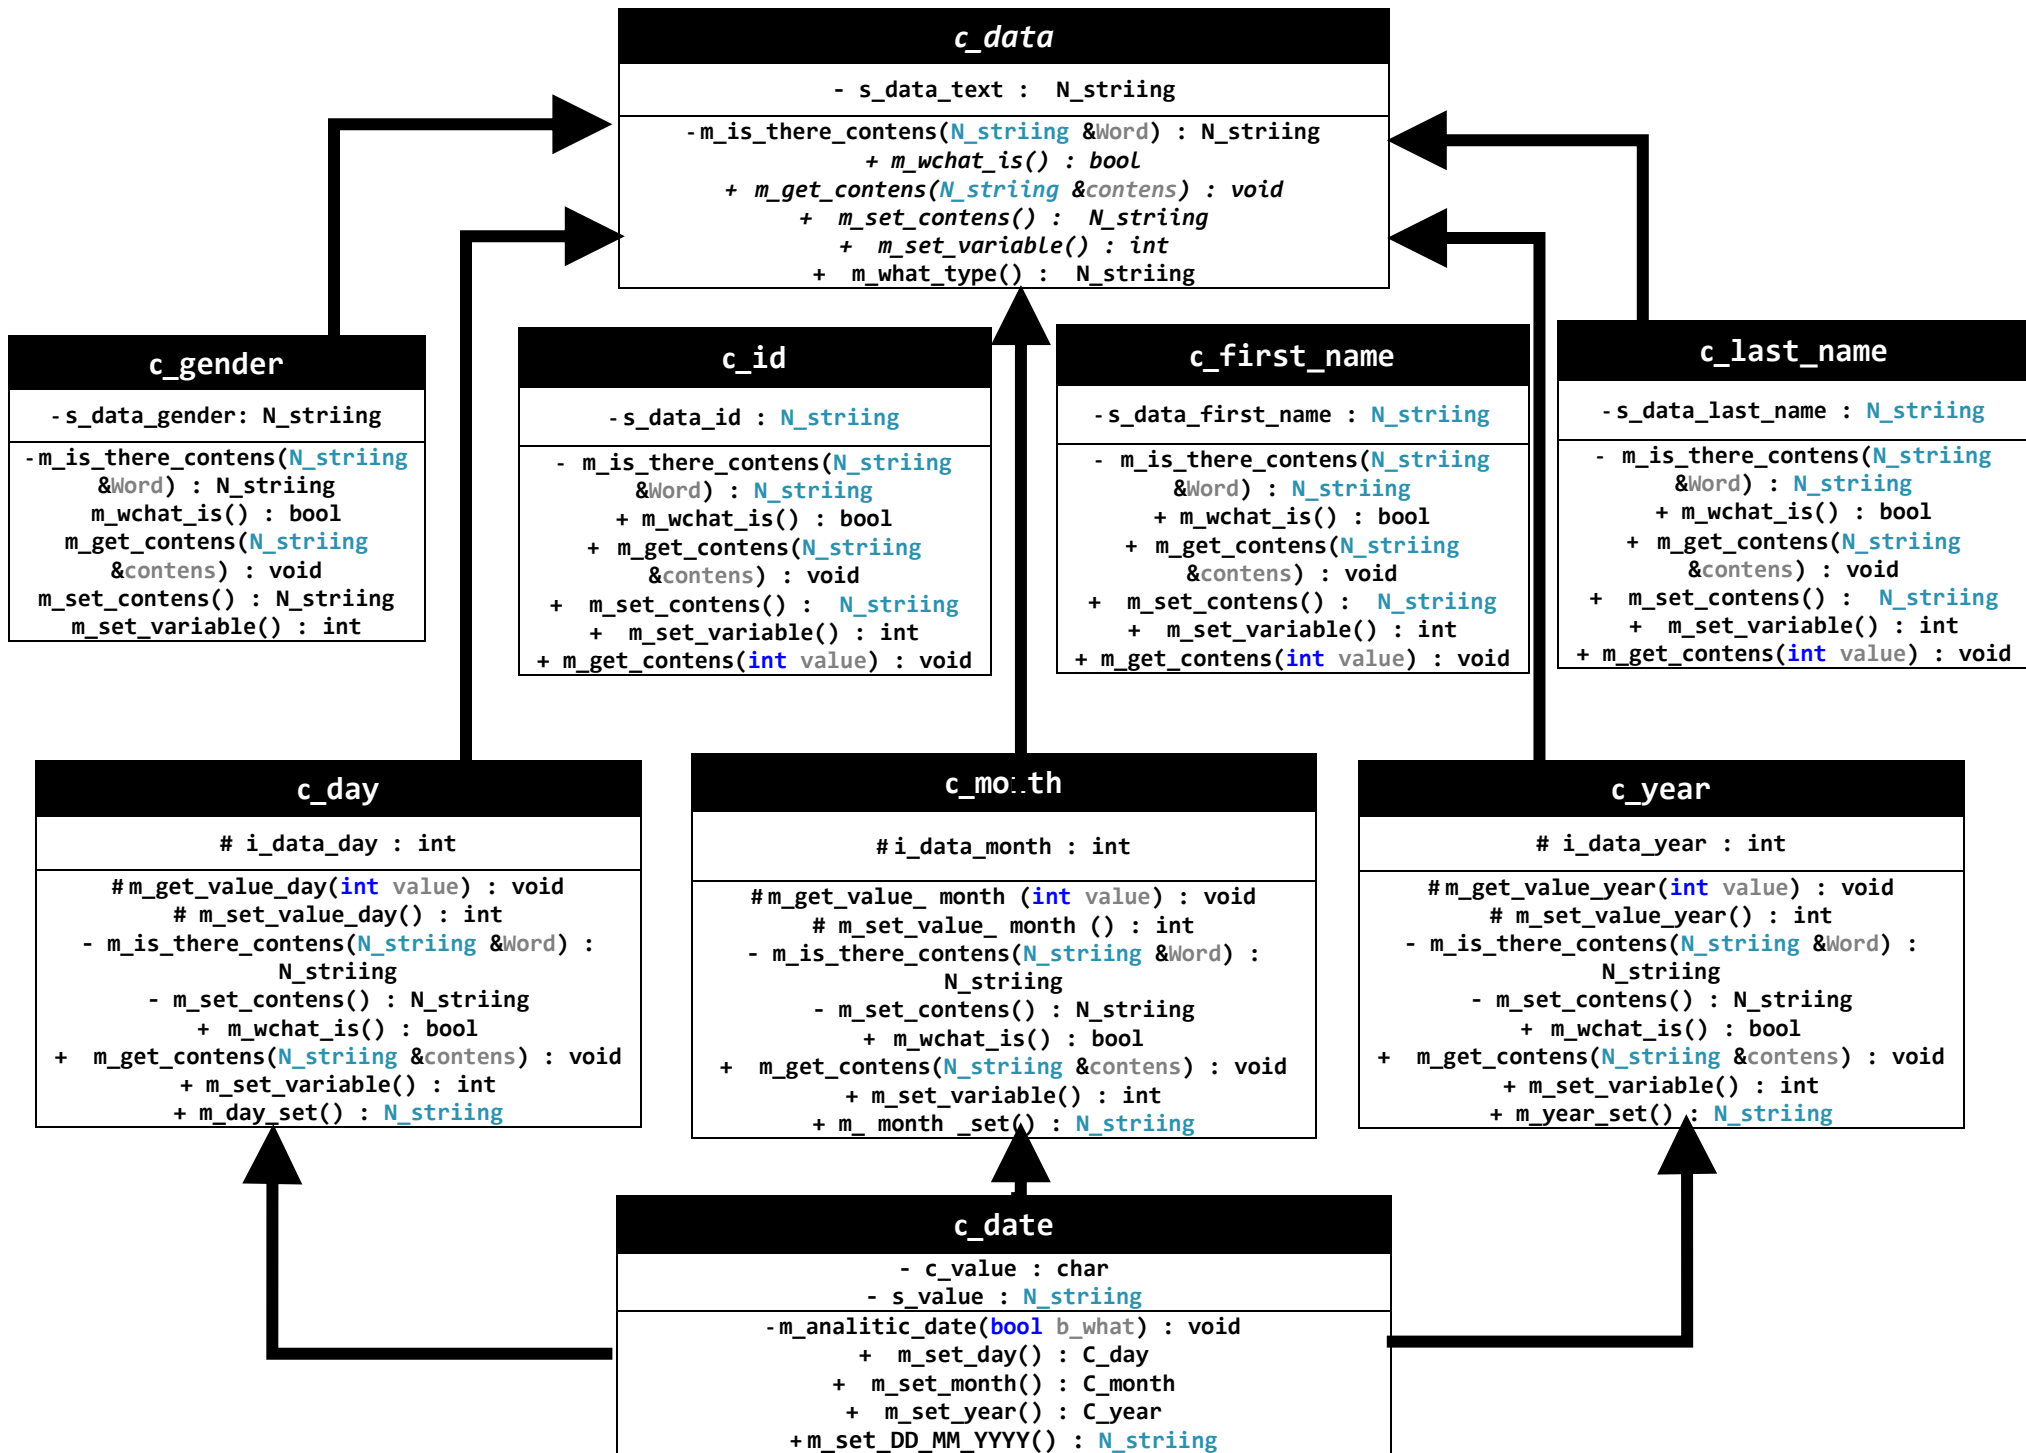 c_data
- s_data_text :  N_striing
-m_is_there_contens(N_striing &Word) : N_striing
+ m_wchat_is() : bool
+ m_get_contens(N_striing &contens) : void
+ m_set_contens() : N_striing
+ m_set_variable() : int
+ m_what_type() : N_striing
c_gender
-s_data_gender: N_striing
-m_is_there_contens(N_striing
&Word) : N_striing
m_wchat_is() : bool
m_get_contens(N_striing
&contens) : void
m_set_contens() : N_striing
m_set_variable() : int
c_id
-s_data_id : N_striing
- m_is_there_contens(N_striing
&Word) : N_striing
+ m_wchat_is() : bool
+ m_get_contens(N_striing
&contens) : void
+ m_set_contens() : N_striing
+ m_set_variable() : int
+ m_get_contens(int value) : void
c_first_name
-s_data_first_name : N_striing
- m_is_there_contens(N_striing
&Word) : N_striing
+ m_wchat_is() : bool
+ m_get_contens(N_striing
&contens) : void
+ m_set_contens() : N_striing
+ m_set_variable() : int
+ m_get_contens(int value) : void
c_last_name
-s_data_last_name : N_striing
- m_is_there_contens(N_striing
&Word) : N_striing
+ m_wchat_is() : bool
+ m_get_contens(N_striing
&contens) : void
+ m_set_contens() : N_striing
+ m_set_variable() : int
+ m_get_contens(int value) : void
c_day
# i_data_day : int
#m_get_value_day(int value) : void
# m_set_value_day() : int
- m_is_there_contens(N_striing &Word) :
N_striing
- m_set_contens() : N_striing
+ m_wchat_is() : bool
+ m_get_contens(N_striing &contens) : void
+ m_set_variable() : int
+ m_day_set() : N_striing
c_month
#i_data_month : int
#m_get_value_ month (int value) : void
# m_set_value_ month () : int
- m_is_there_contens(N_striing &Word) :
N_striing
- m_set_contens() : N_striing
+ m_wchat_is() : bool
+ m_get_contens(N_striing &contens) : void
+ m_set_variable() : int
+ m_ month _set() : N_striing
c_year
# i_data_year : int
#m_get_value_year(int value) : void
# m_set_value_year() : int
- m_is_there_contens(N_striing &Word) :
N_striing
- m_set_contens() : N_striing
+ m_wchat_is() : bool
+ m_get_contens(N_striing &contens) : void
+ m_set_variable() : int
+ m_year_set() : N_striing
c_date
- c_value : char
- s_value : N_striing
-m_analitic_date(bool b_what) : void
+ m_set_day() : C_day
+ m_set_month() : C_month
+ m_set_year() : C_year
+m_set_DD_MM_YYYY() : N_striing